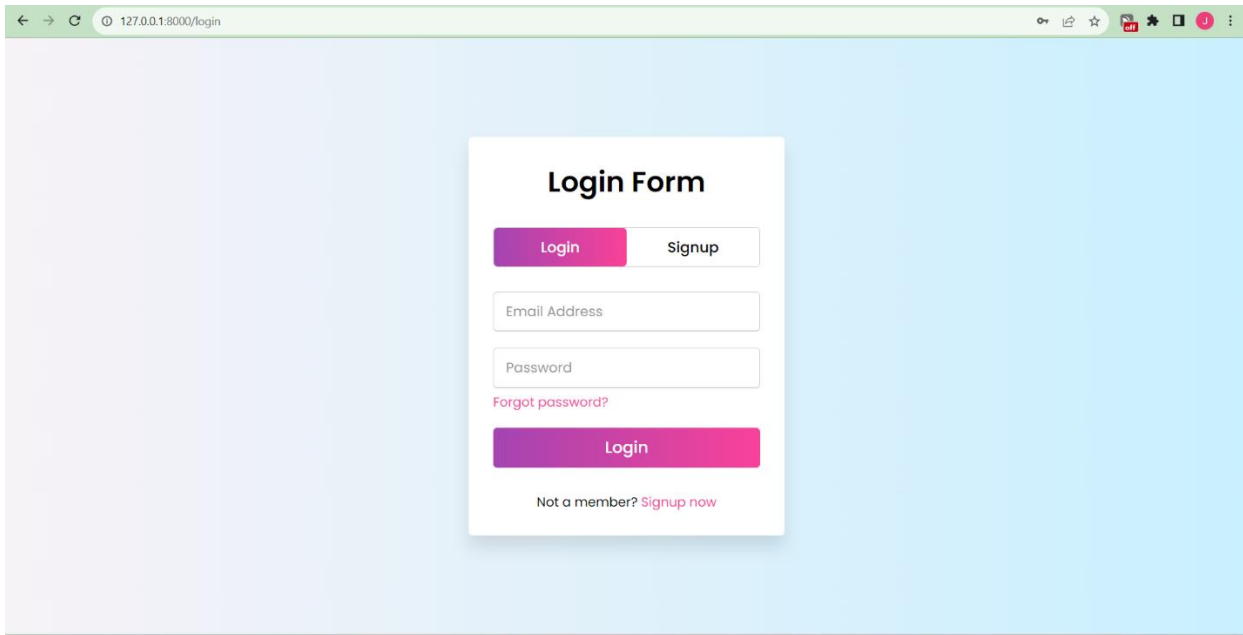 127.0.0.1:8000/login
off
J
Login Form
Login Signup
Email Address
Password
Forgot password?
Login
Not a member? Signup now